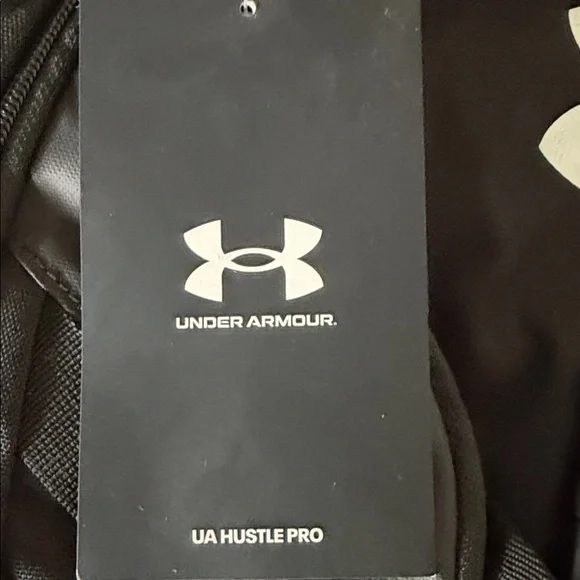 UNDER ARMOUR.
UA HUSTLE PRO